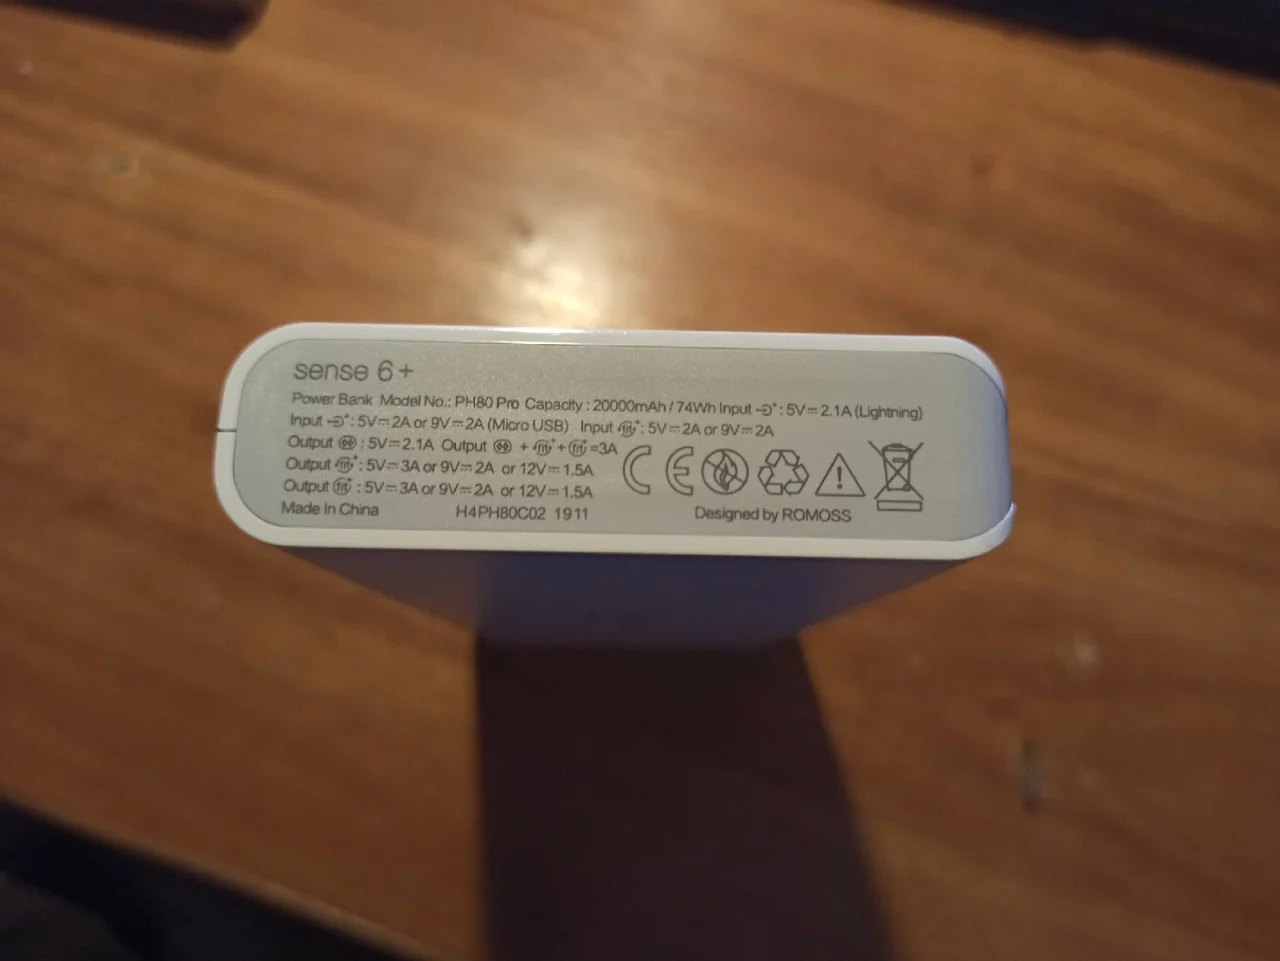 sense 6+
Power Bank Model No.: PH80 Pro Capacity : 20000mAh / 74Wh Input : 5V⎓2.1A (Lightning)
Input : 5V⎓2A or 9V⎓2A (Micro USB) Input : 5V⎓2A or 9V⎓2A
Output : 5V⎓2.1A Output + + =3A
Output : 5V⎓3A or 9V⎓2A or 12V⎓1.5A
Output : 5V⎓3A or 9V⎓2A or 12V⎓1.5A
CE
Made In China H4PH80C02 1911 Designed by ROMOSS